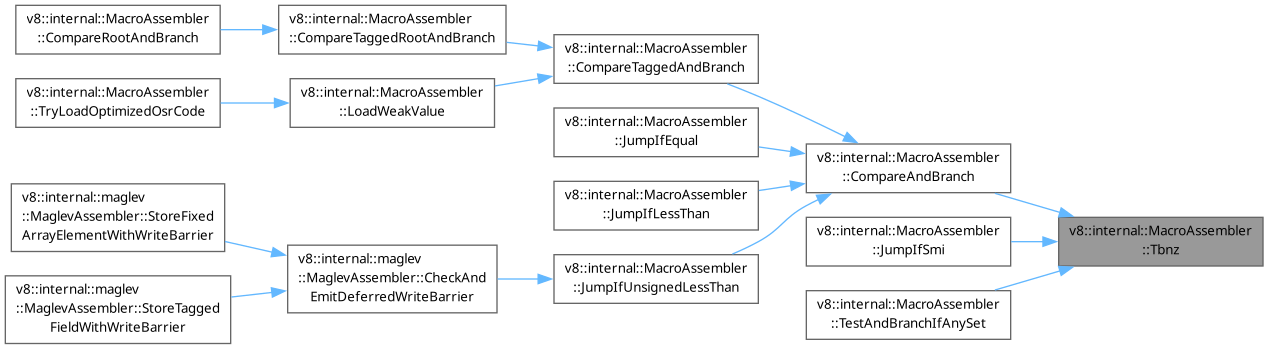 v8::internal::MacroAssembler
::CompareRootAndBranch
v8::internal::MacroAssembler
::CompareTaggedRootAndBranch
v8::internal::MacroAssembler
::CompareTaggedAndBranch
v8::internal::MacroAssembler
::TryLoadOptimizedOsrCode
v8::internal::MacroAssembler
::LoadWeakValue
v8::internal::MacroAssembler
::JumpIfEqual
v8::internal::MacroAssembler
::CompareAndBranch
v8::internal::maglev
::MaglevAssembler::StoreFixed
ArrayElementWithWriteBarrier
v8::internal::MacroAssembler
::JumpIfLessThan
v8::internal::MacroAssembler
::JumpIfSmi
v8::internal::MacroAssembler
::Tbnz
v8::internal::maglev
::MaglevAssembler::CheckAnd
EmitDeferredWriteBarrier
v8::internal::MacroAssembler
::JumpIfUnsignedLessThan
v8::internal::maglev
::MaglevAssembler::StoreTagged
FieldWithWriteBarrier
v8::internal::MacroAssembler
::TestAndBranchIfAnySet